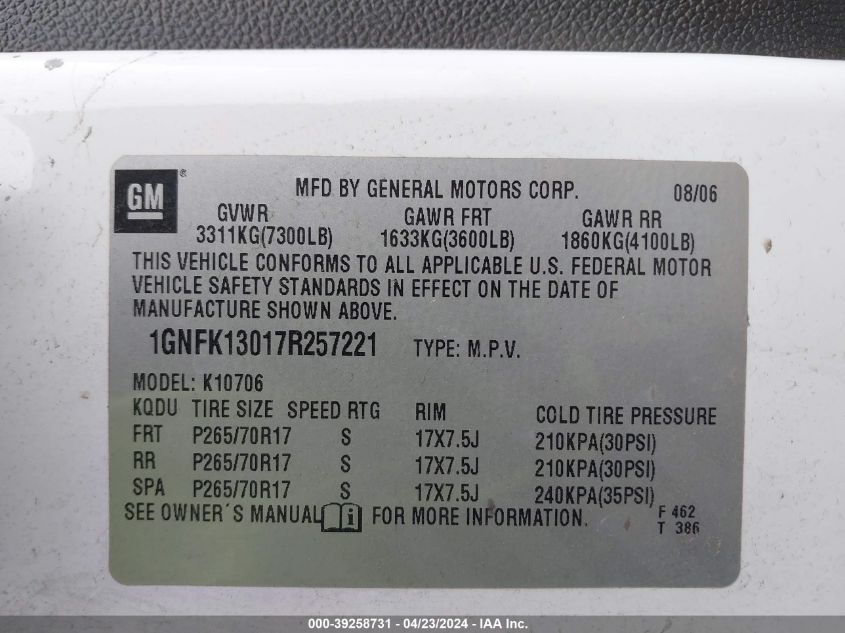 GM®
MFD BY GENERAL MOTORS CORP. 08/06
GVWR GAWR FRT GAWR RR
3311KG(7300LB) 1633KG(3600LB) 1860KG(4100LB)
THIS VEHICLE CONFORMS TO ALL APPLICABLE U.S. FEDERAL MOTOR
VEHICLE SAFETY STANDARDS IN EFFECT ON THE DATE OF
MANUFACTURE SHOWN ABOVE.
1GNFK13017R257221 TYPE: M.P.V.
MODEL: K10706
KQDU TIRE SIZE SPEED RTG RIM COLD TIRE PRESSURE
FRT P265/70R17 S 17X7.5J 210KPA(30PSI)
RR P265/70R17 S 17X7.5J 210KPA(30PSI)
SPA P265/70R17 S 17X7.5J 240KPA(35PSI)
SEE OWNER'S MANUAL i FOR MORE INFORMATION. F 462
T 386
000-39258731 - 04/23/2024 - IAA Inc.